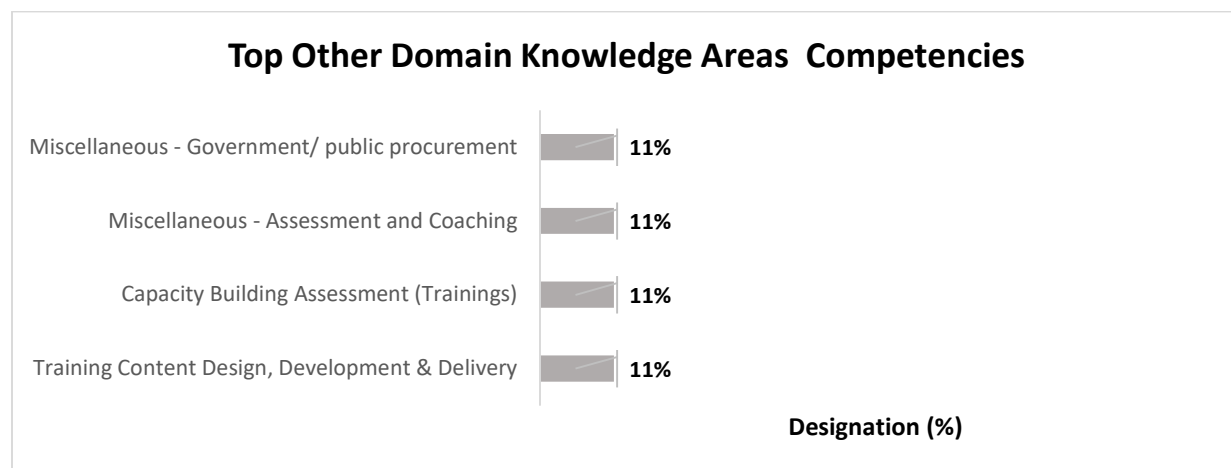 Top Other Domain Knowledge Areas  Competencies
Miscellaneous - Government/ public procurement 11%
Miscellaneous - Assessment and Coaching 11%
Capacity Building Assessment (Trainings) 11%
Training Content Design, Development & Delivery 11%
Designation (%)